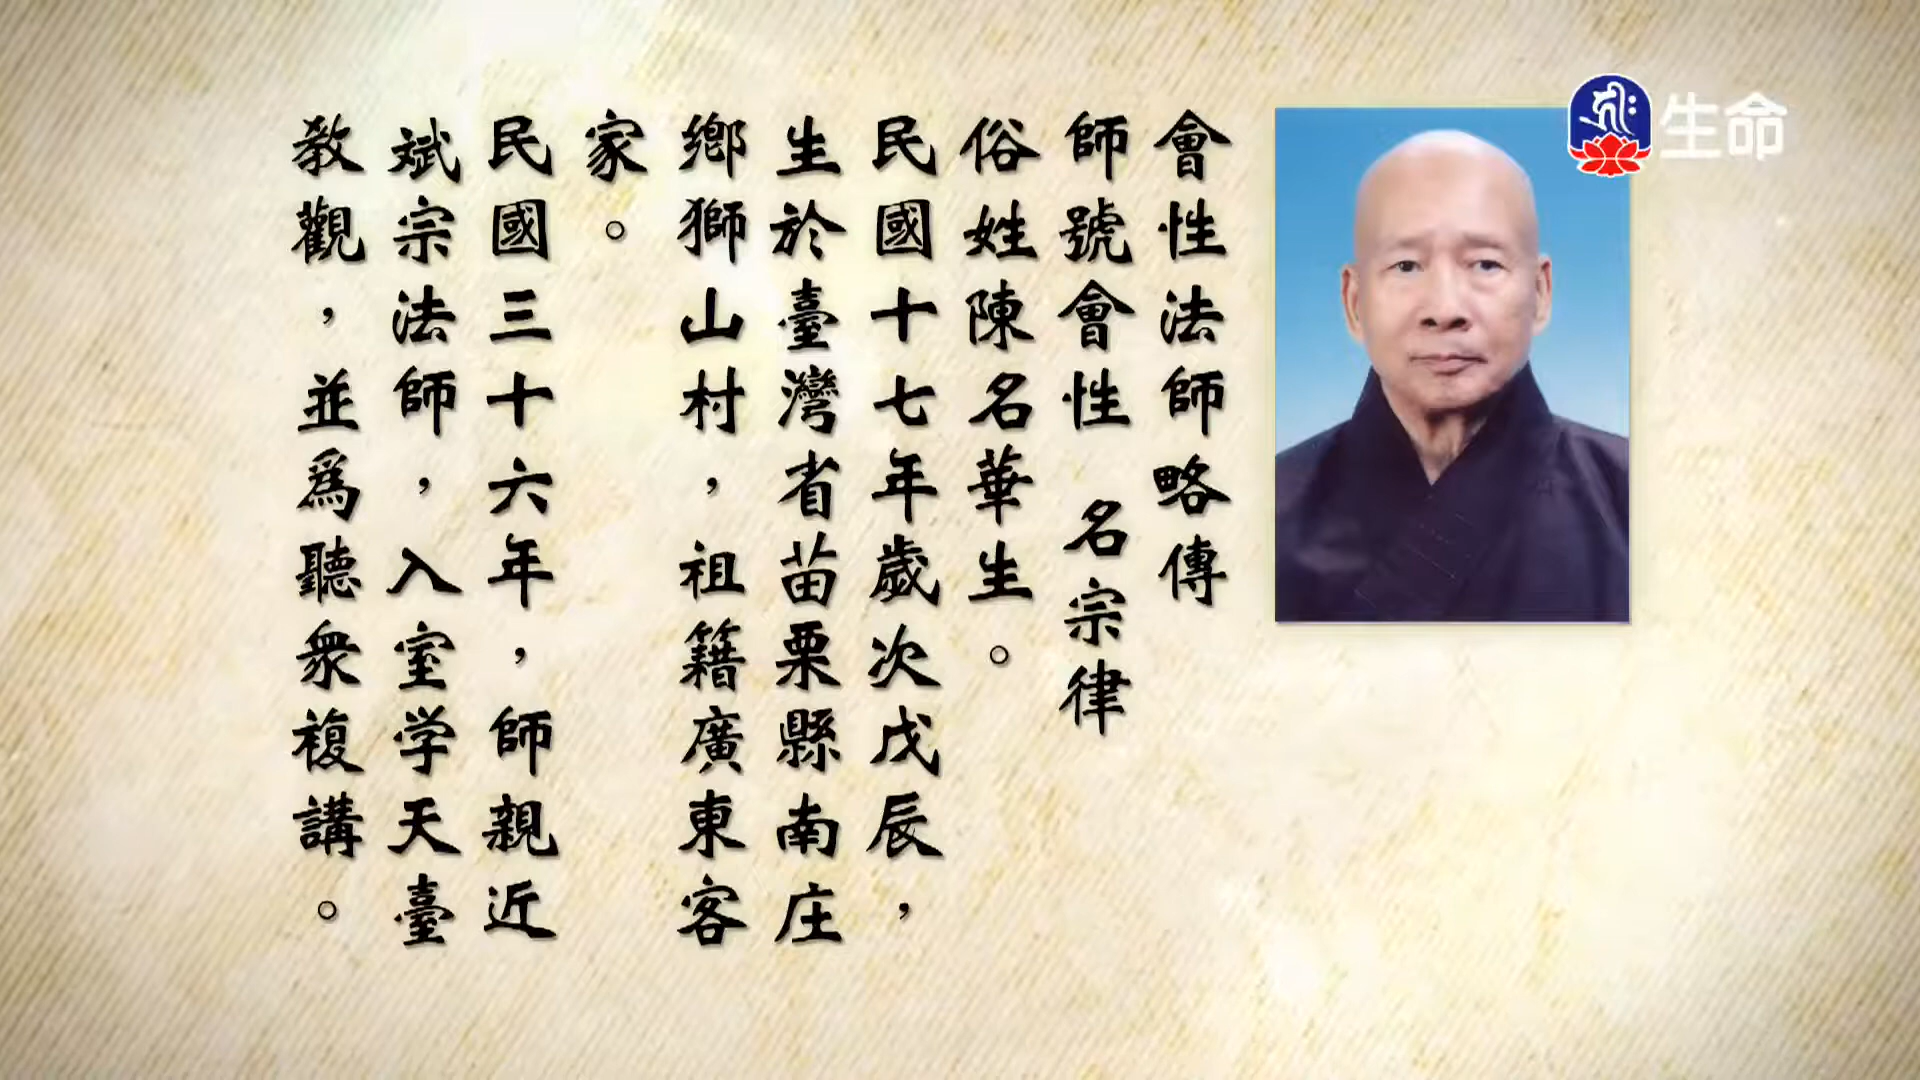 會性法師略傳
師號會性 名宗律
俗姓陳名華生。
民國十七年歲次戊辰，
生於臺灣省苗栗縣南庄
鄉獅山村，祖籍廣東客
家。
民國三十六年，師親近
斌宗法師，入室学天臺
教觀，並爲聽衆複講。
生命